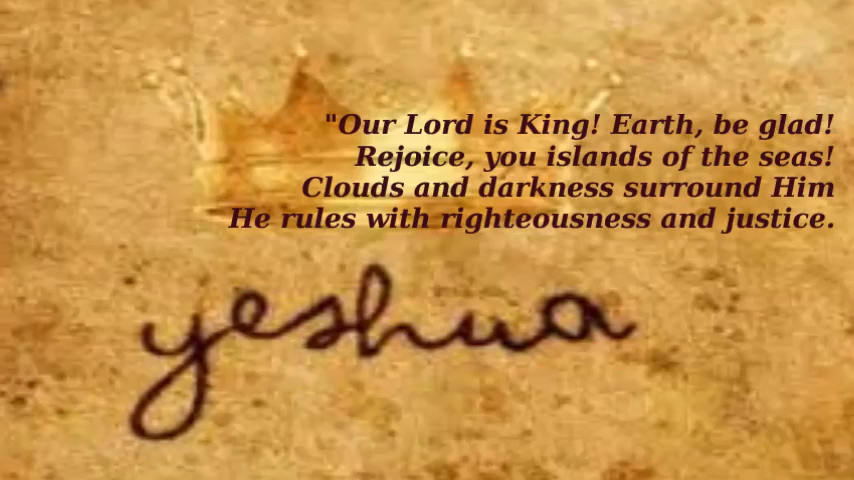 "Our Lord is King! Earth, be glad!
Rejoice, you islands of the seas!
Clouds and darkness surround Him
He rules with righteousness and justice.
yeshua